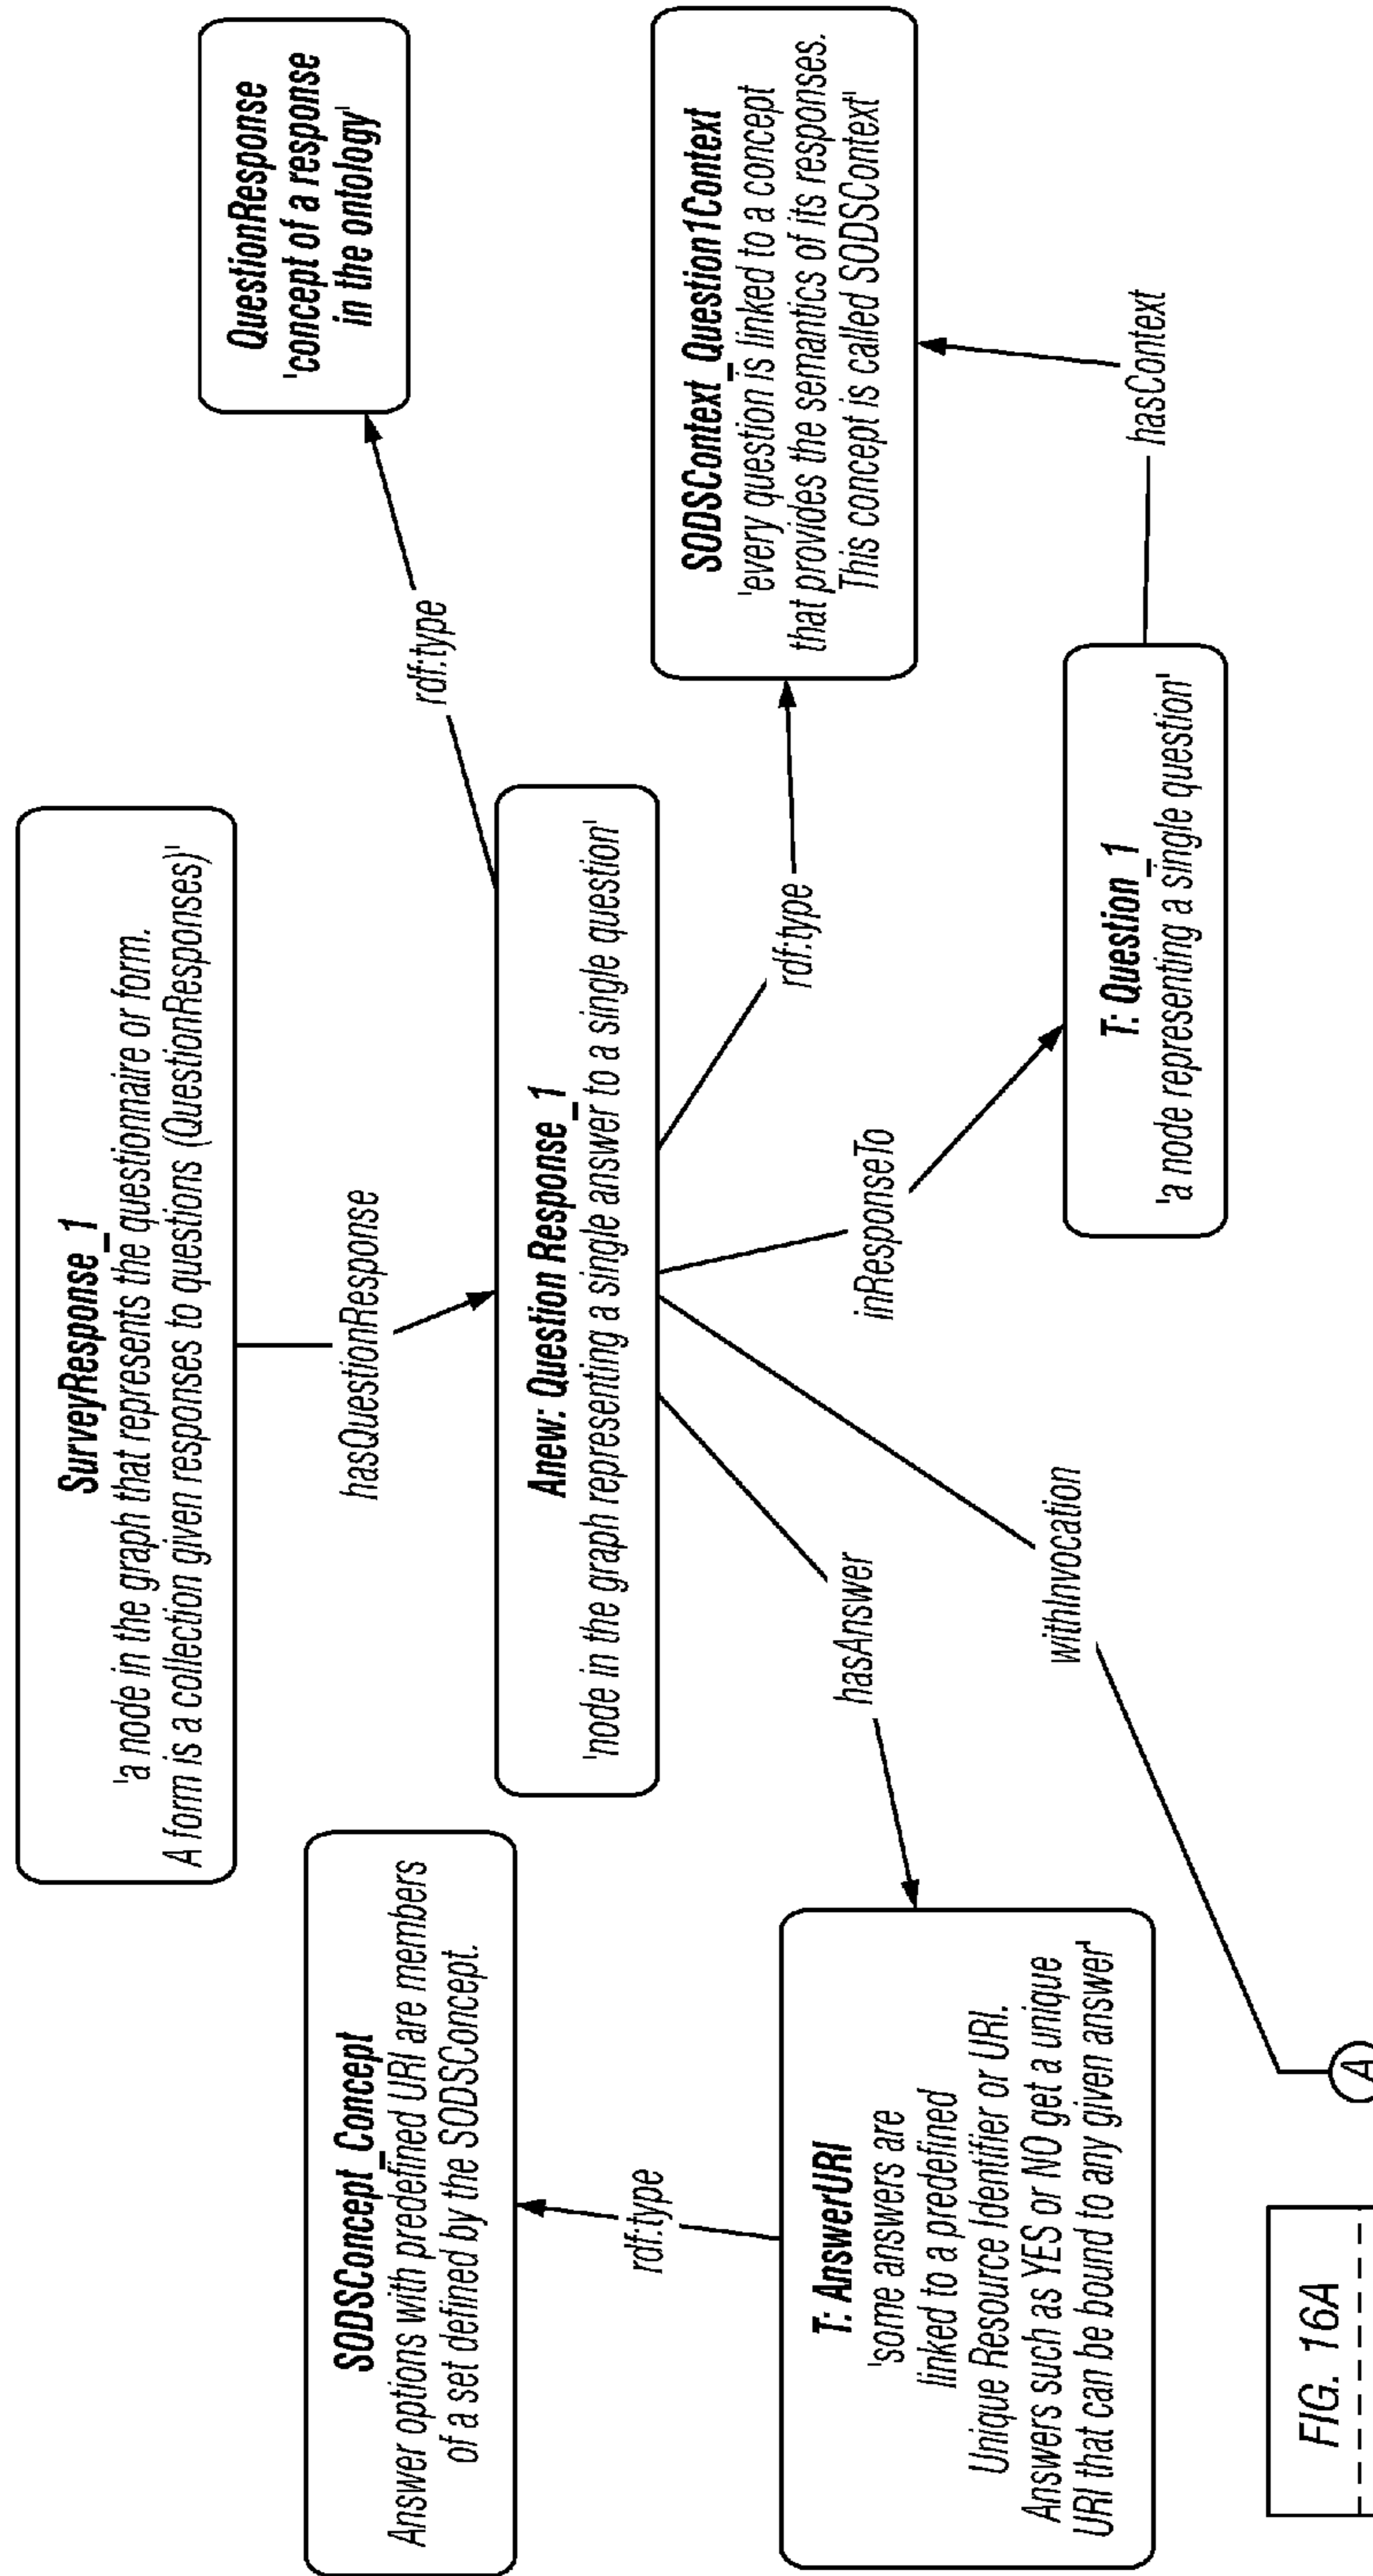 SurveyResponse_1
'a node in the graph that represents the questionnaire or form.
A form is a collection given responses to questions (QuestionResponses)'
hasQuestionResponse
QuestionResponse
'concept of a response
in the ontology'
rdf:type
SODSConcept_Concept
Answer options with predefined URI are members
of a set defined by the SODSConcept.
Anew: Question Response_1
'node in the graph representing a single answer to a single question'
rdf:type
rdf:type
SODSContext_Question1Context
'every question is linked to a concept
that provides the semantics of its responses.
This concept is called SODSContext'
T: AnswerURI
'some answers are
linked to a predefined
Unique Resource Identifier or URI.
Answers such as YES or NO get a unique
URI that can be bound to any given answer'
hasAnswer
inResponseTo
withInvocation
T: Question_1
'a node representing a single question'
hasContext
A
FIG. 16A